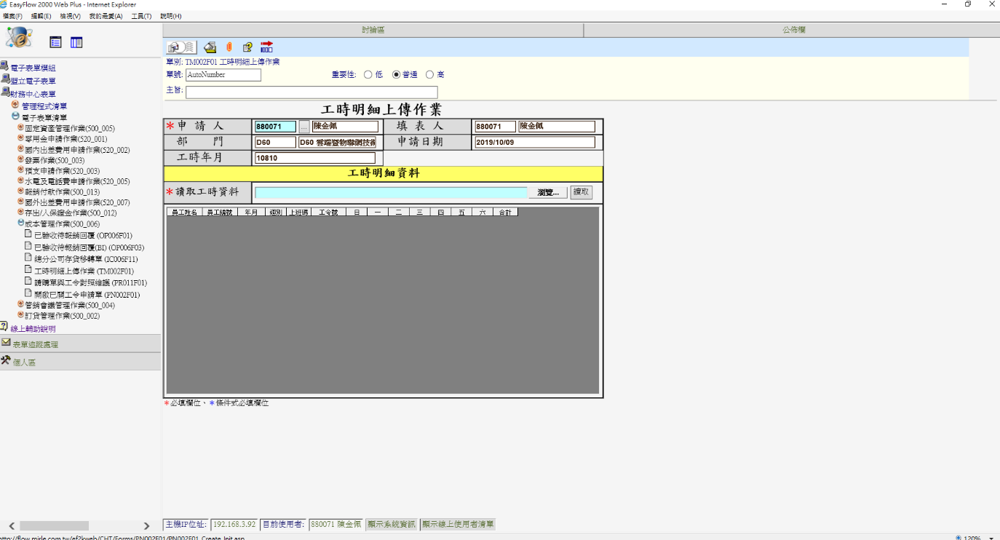 EasyFlow 2000 Web Plus - Internet Explorer
檔案(F) 編輯(E) 檢視(V) 我的最愛(A) 工具(T) 說明(H)
討論區 公佈欄
電子表單模組
盟立電子表單
財務中心表單
管理程式清單
電子表單清單
固定資產管理作業(500_005)
零用金申請作業(520_001)
國內出差費用申請作業(520_002)
發票作業(500_003)
預支申請作業(520_003)
水電及電話費申請作業(520_005)
報銷付款作業(500_013)
國外出差費用申請作業(520_007)
存出/入保證金作業(500_012)
成本管理作業(500_006)
已驗收待報銷回覆 (OP006F01)
已驗收待報銷回覆(BI) (OP006F03)
總分公司存貨移轉單 (IC006F11)
工時明細上傳作業 (TM002F01)
請購單與工令對照維護 (PR011F01)
開啟已關工令申請單 (PN002F01)
管銷會議管理作業(500_004)
訂貨管理作業(500_002)
線上輔助說明
表單追蹤處理
個人區
單別: TM002F01 工時明細上傳作業
單號: AutoNumber 重要性: 低 普通 高
主旨:
工時明細上傳作業
*申 請 人 880071 ... 陳金佩 填 表 人 880071 陳金佩
部 門 D60 D60 雲端暨物聯網技術 申請日期 2019/10/09
工時年月 10810
工時明細資料
*讀取工時資料 瀏覽... 讀取
員工姓名 員工編號 年月 週別 上班碼 工令號 日 一 二 三 四 五 六 合計
*必填欄位、*條件式必填欄位
主機IP位址: 192.168.3.92 目前使用者: 880071 陳金佩 顯示系統資訊 顯示線上使用者清單
http://flow.mirle.com.tw/ef2kweb/CHT/Forms/PN002F01/PN002F01_Create_Init.asp 120%